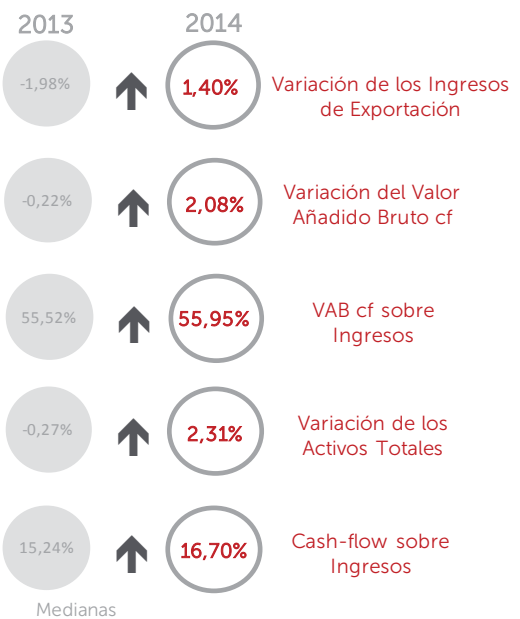 2013 2014
-1,98% 1,40% Variación de los Ingresos
de Exportación
-0,22% 2,08% Variación del Valor
Añadido Bruto cf
55,52% 55,95% VAB cf sobre
Ingresos
-0,27% 2,31% Variación de los
Activos Totales
15,24% 16,70% Cash-flow sobre
Ingresos
Medianas